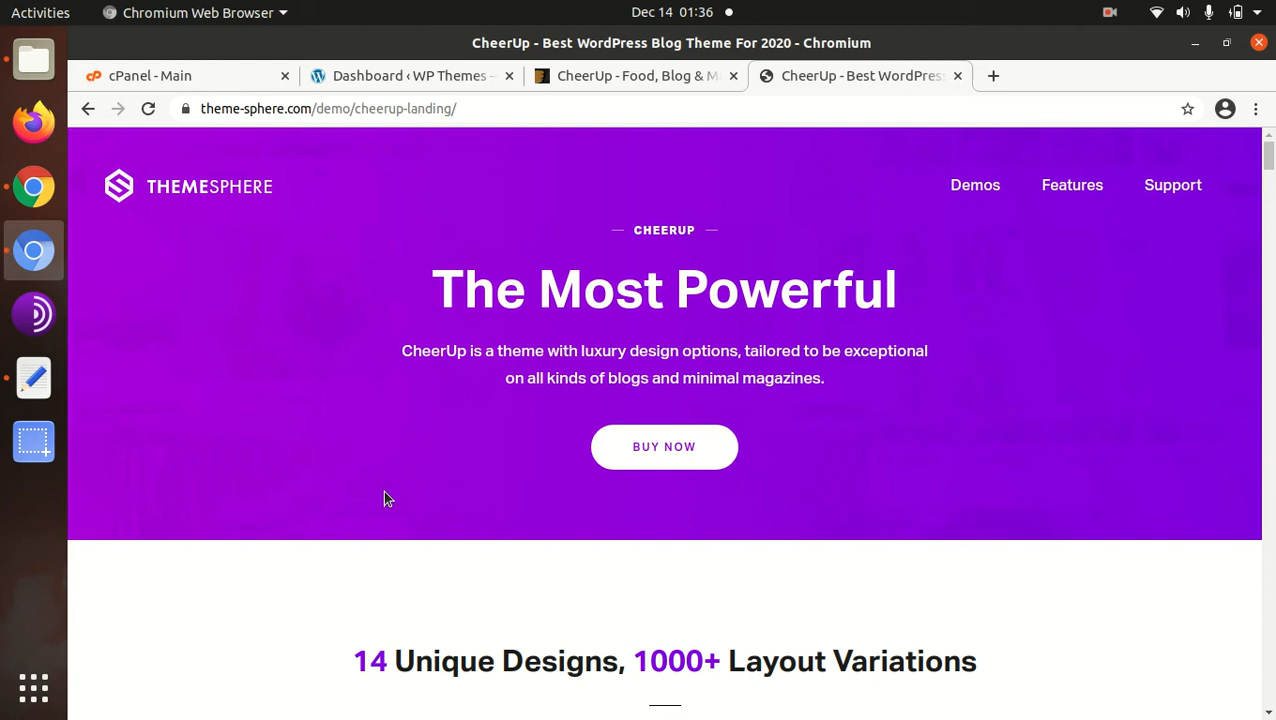 Activities
Chromium Web Browser
Dec 14 01:36
CheerUp - Best WordPress Blog Theme For 2020 - Chromium
cP cPanel - Main
Dashboard ‹ WP Themes –
CheerUp - Food, Blog & M
CheerUp - Best WordPress
theme-sphere.com/demo/cheerup-landing/
THEMESPHERE
Demos
Features
Support
— CHEERUP —
The Most Powerful
CheerUp is a theme with luxury design options, tailored to be exceptional
on all kinds of blogs and minimal magazines.
BUY NOW
14 Unique Designs, 1000+ Layout Variations